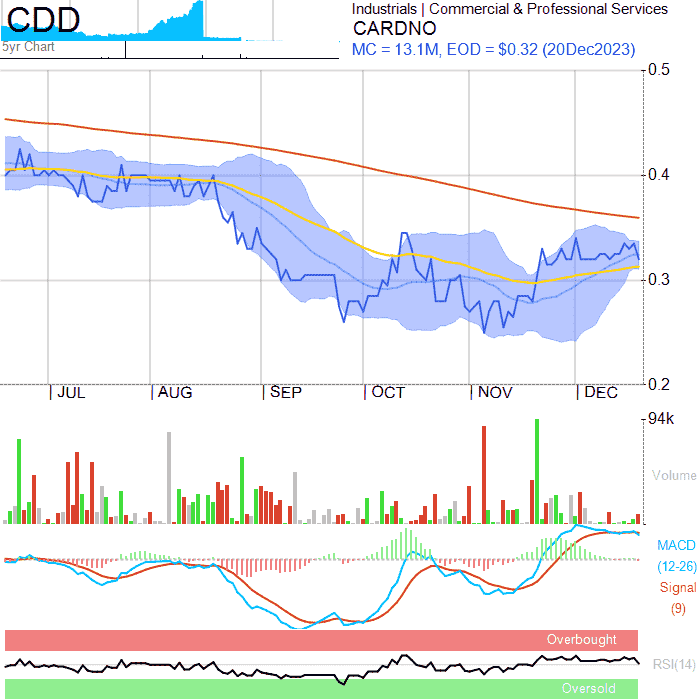 CDD
5yr Chart
Industrials | Commercial & Professional Services
CARDNO
MC = 13.1M, EOD = $0.32 (20Dec2023)
0.5
0.4
0.3
0.2
JUL AUG SEP OCT NOV DEC
94k
Volume
MACD
(12-26)
Signal
(9)
Overbought
RSI(14)
Oversold